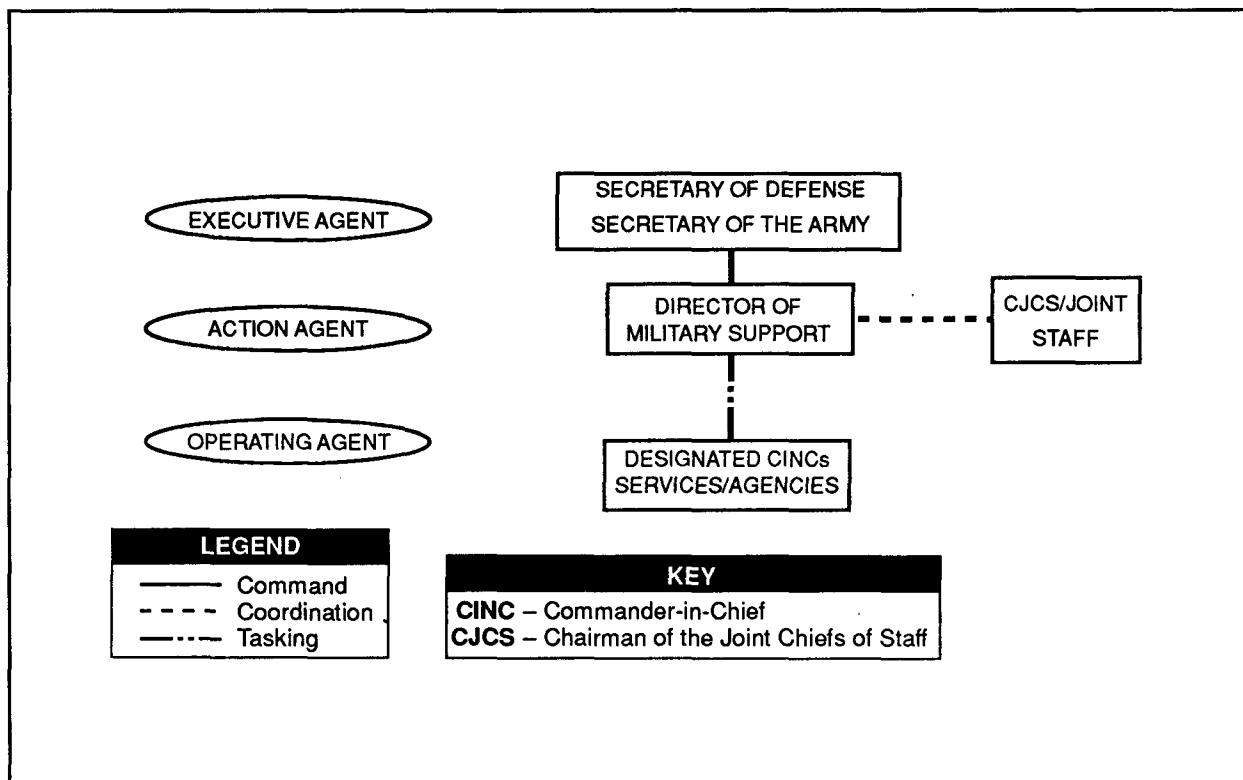 EXECUTIVE AGENT
SECRETARY OF DEFENSE
SECRETARY OF THE ARMY
ACTION AGENT
DIRECTOR OF
MILITARY SUPPORT
CJCS/JOINT
STAFF
OPERATING AGENT
DESIGNATED CINCs
SERVICES/AGENCIES
LEGEND
Command
Coordination
Tasking
KEY
CINC – Commander-in-Chief
CJCS – Chairman of the Joint Chiefs of Staff